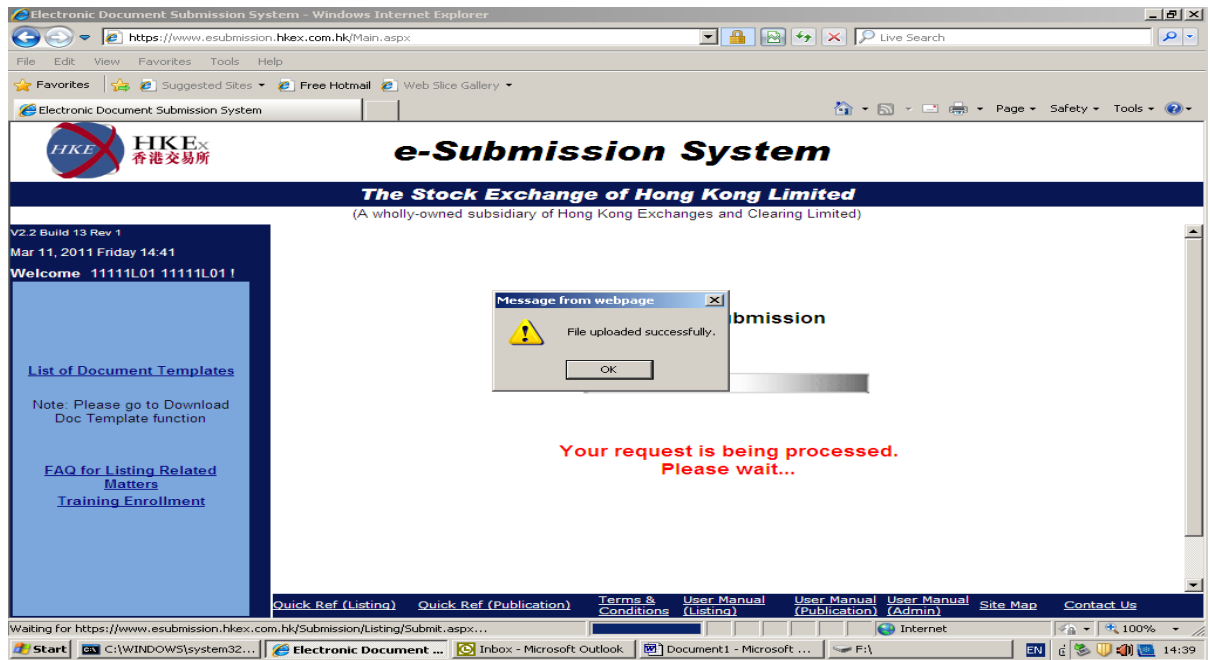 Electronic Document Submission System - Windows Internet Explorer
https://www.esubmission.hkex.com.hk/Main.aspx
Live Search
File Edit View Favorites Tools Help
Favorites Suggested Sites Free Hotmail Web Slice Gallery
Electronic Document Submission System
Page Safety Tools
HKEx
HKEx
香港交易所
e-Submission System
The Stock Exchange of Hong Kong Limited
(A wholly-owned subsidiary of Hong Kong Exchanges and Clearing Limited)
V2.2 Build 13 Rev 1
Mar 11, 2011 Friday 14:41
Welcome 11111L01 11111L01 !
List of Document Templates
Note: Please go to Download
Doc Template function
FAQ for Listing Related
Matters
Training Enrollment
Message from webpage
File uploaded successfully.
OK
bmission
Your request is being processed.
Please wait...
Quick Ref (Listing) Quick Ref (Publication) Terms & Conditions User Manual (Listing) User Manual (Publication) User Manual (Admin) Site Map Contact Us
Waiting for https://www.esubmission.hkex.com.hk/Submission/Listing/Submit.aspx...
Internet
100%
Start C:\WINDOWS\system32... Electronic Document ... Inbox - Microsoft Outlook Document1 - Microsoft ... F:\ EN 14:39